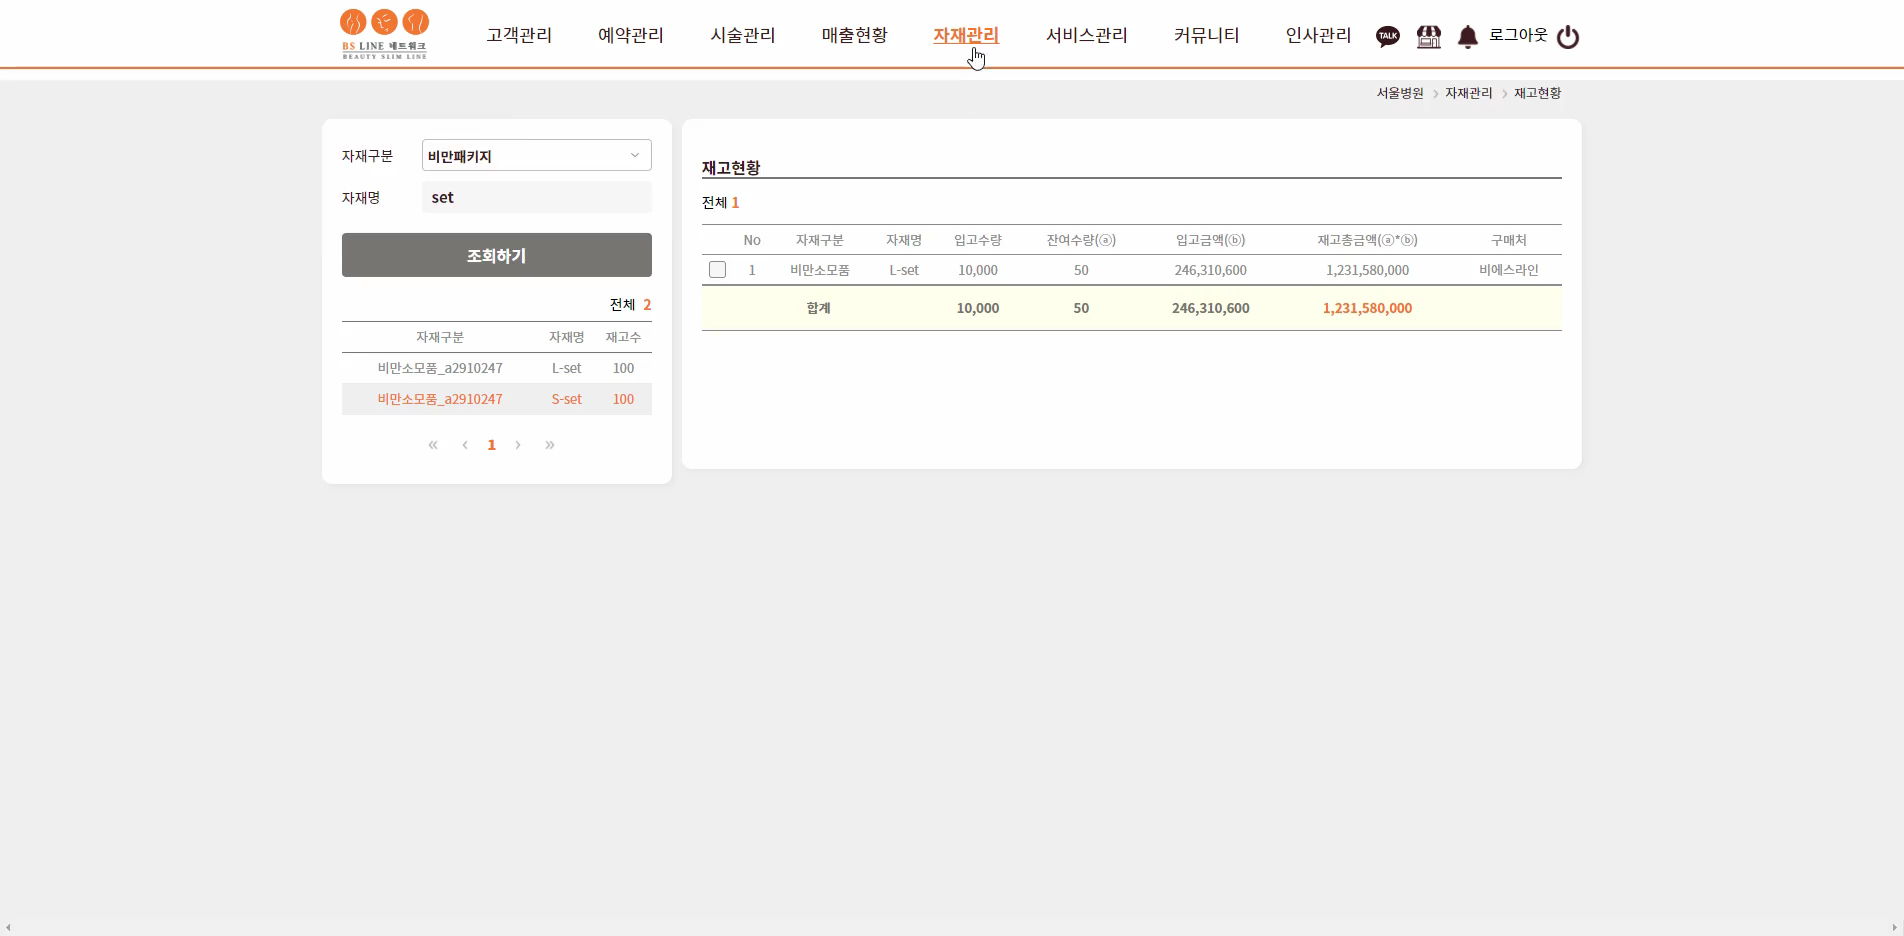 BS LINE 네트워크
BEAUTY SLIM LINE
고객관리 예약관리 시술관리 매출현황 자재관리 서비스관리 커뮤니티 인사관리 TALK 로그아웃
서울병원 > 자재관리 > 재고현황
자재구분 비만패키지
자재명 set
조회하기
전체 2
자재구분 자재명 재고수
비만소모품_a2910247 L-set 100
비만소모품_a2910247 S-set 100
« ‹ 1 › »
재고현황
전체 1
No 자재구분 자재명 입고수량 잔여수량(ⓐ) 입고금액(ⓑ) 재고총금액(ⓐ*ⓑ) 구매처
1 비만소모품 L-set 10,000 50 246,310,600 1,231,580,000 비에스라인
합계 10,000 50 246,310,600 1,231,580,000